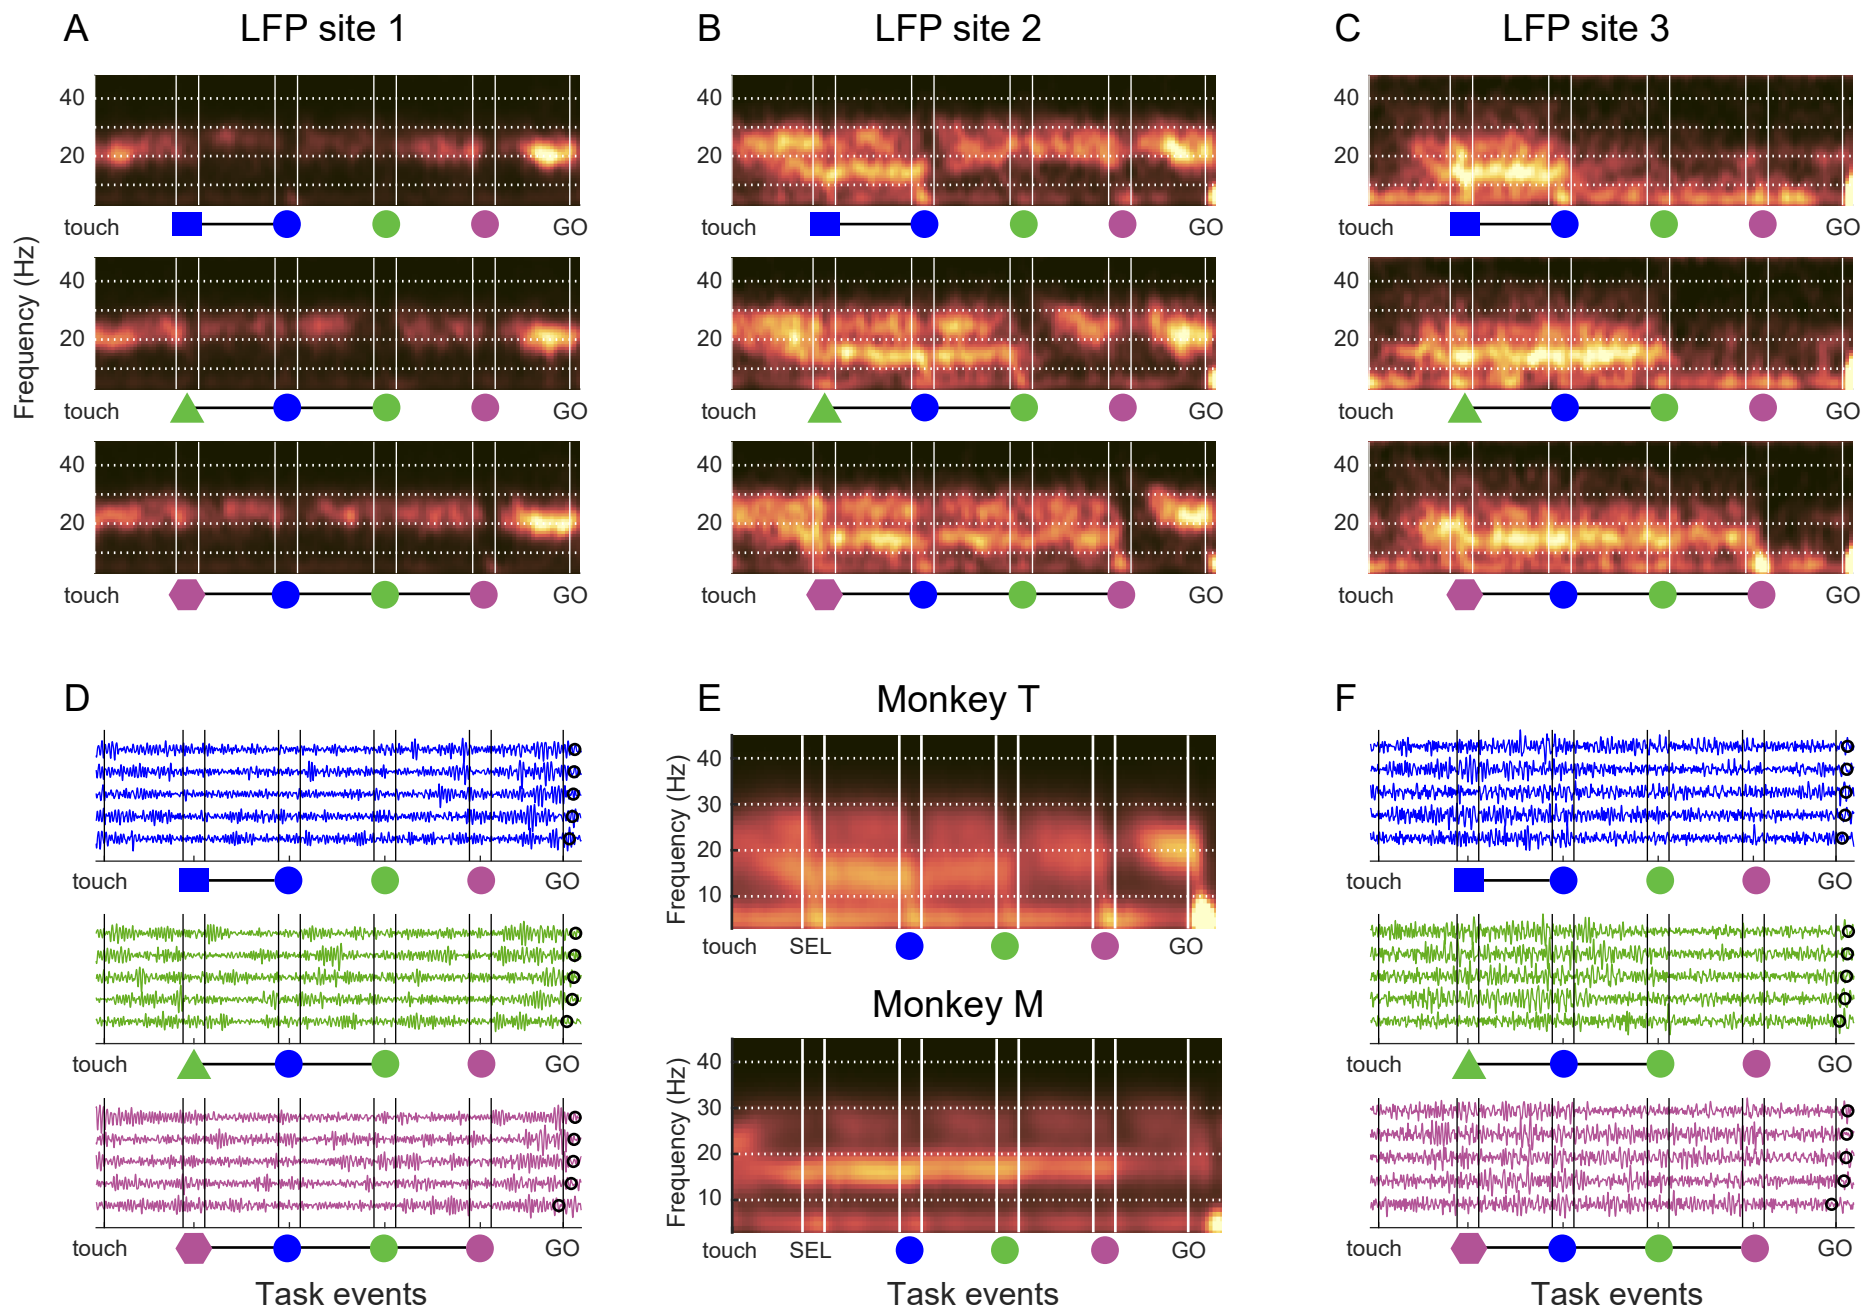 A LFP site 1
B LFP site 2
C LFP site 3
Frequency (Hz)
40
20
touch GO
40
20
touch GO
40
20
touch GO
40
20
touch GO
40
20
touch GO
40
20
touch GO
40
20
touch GO
40
20
touch GO
40
20
touch GO
D
touch GO
touch GO
touch GO
Task events
E Monkey T
Frequency (Hz)
40
30
20
10
touch SEL GO
Monkey M
Frequency (Hz)
40
30
20
10
touch SEL GO
Task events
F
touch GO
touch GO
touch GO
Task events